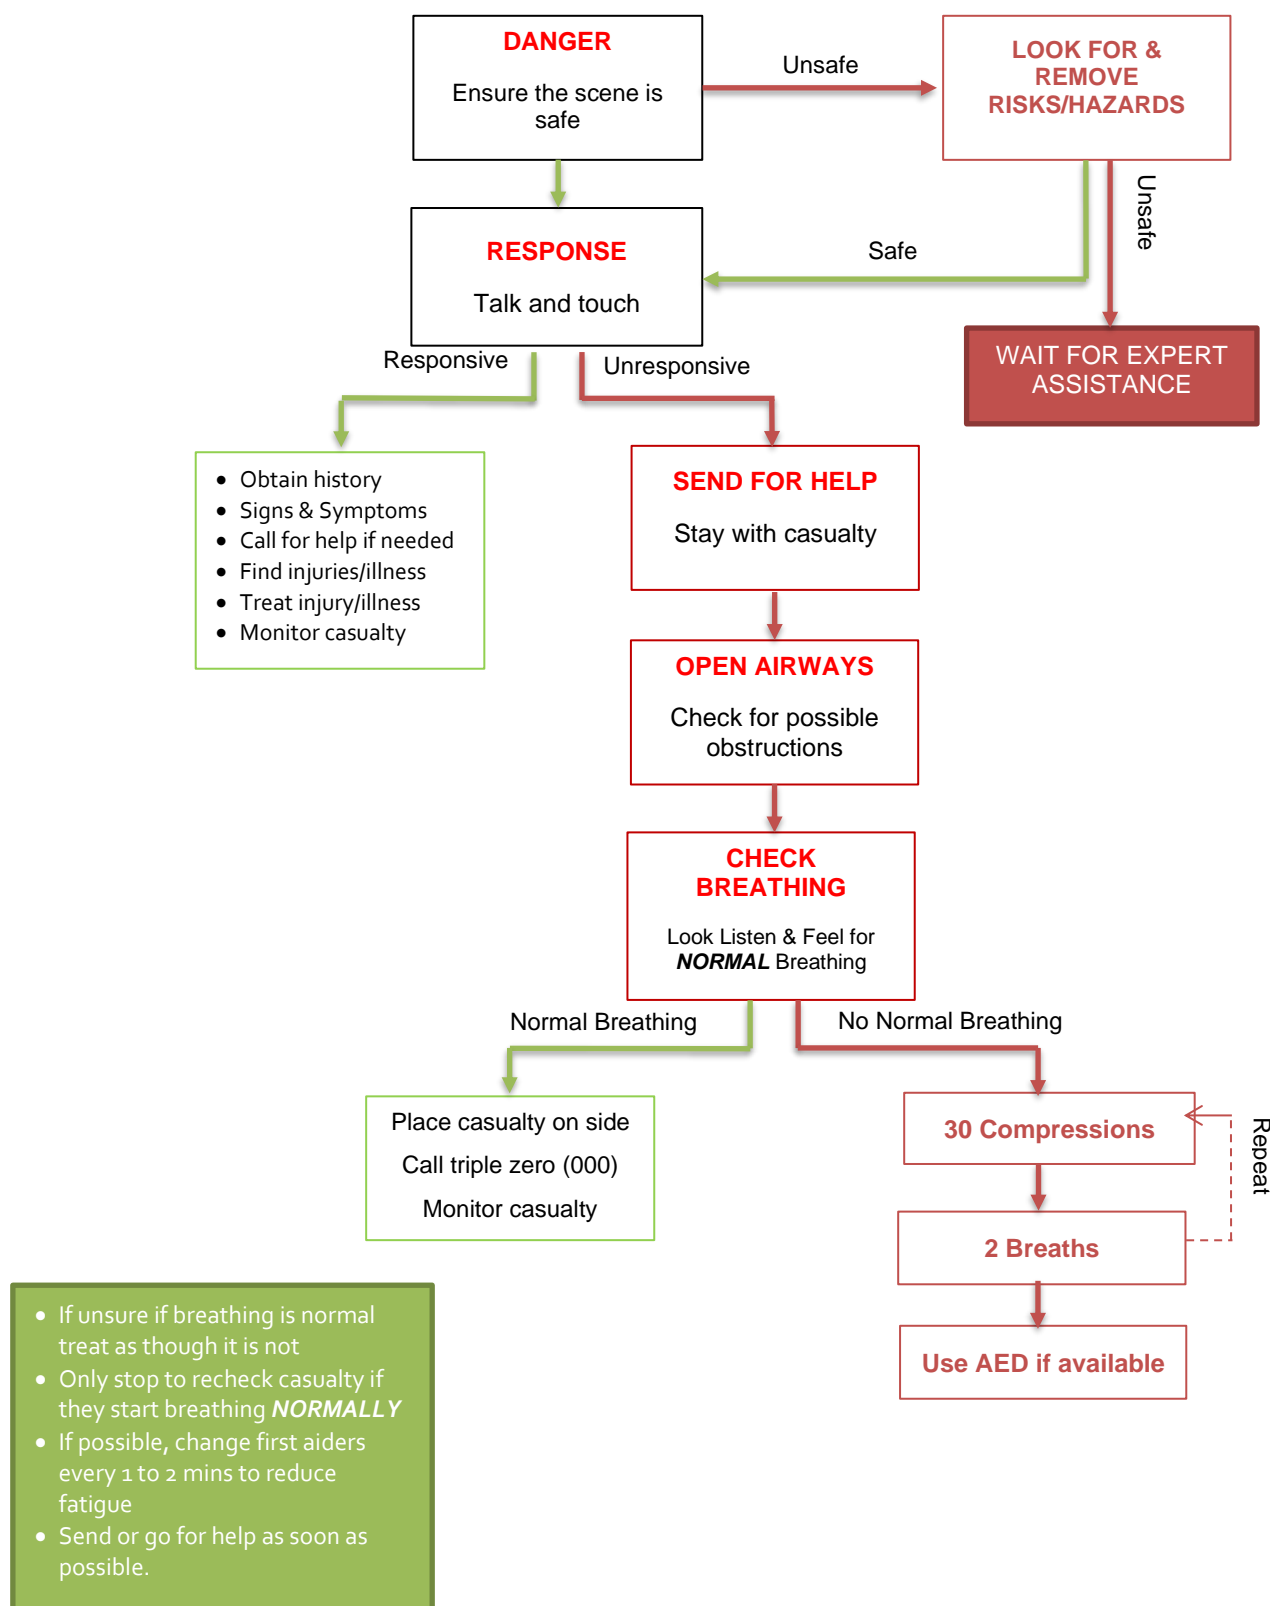 DANGER
Ensure the scene is
safe
Unsafe
LOOK FOR &
REMOVE
RISKS/HAZARDS
Unsafe
RESPONSE
Talk and touch
Safe
WAIT FOR EXPERT
ASSISTANCE
Responsive
Unresponsive
• Obtain history
• Signs & Symptoms
• Call for help if needed
• Find injuries/illness
• Treat injury/illness
• Monitor casualty
SEND FOR HELP
Stay with casualty
OPEN AIRWAYS
Check for possible
obstructions
CHECK
BREATHING
Look Listen & Feel for
NORMAL Breathing
Normal Breathing
No Normal Breathing
Place casualty on side
Call triple zero (000)
Monitor casualty
30 Compressions
Repeat
2 Breaths
Use AED if available
• If unsure if breathing is normal
treat as though it is not
• Only stop to recheck casualty if
they start breathing NORMALLY
• If possible, change first aiders
every 1 to 2 mins to reduce
fatigue
• Send or go for help as soon as
possible.